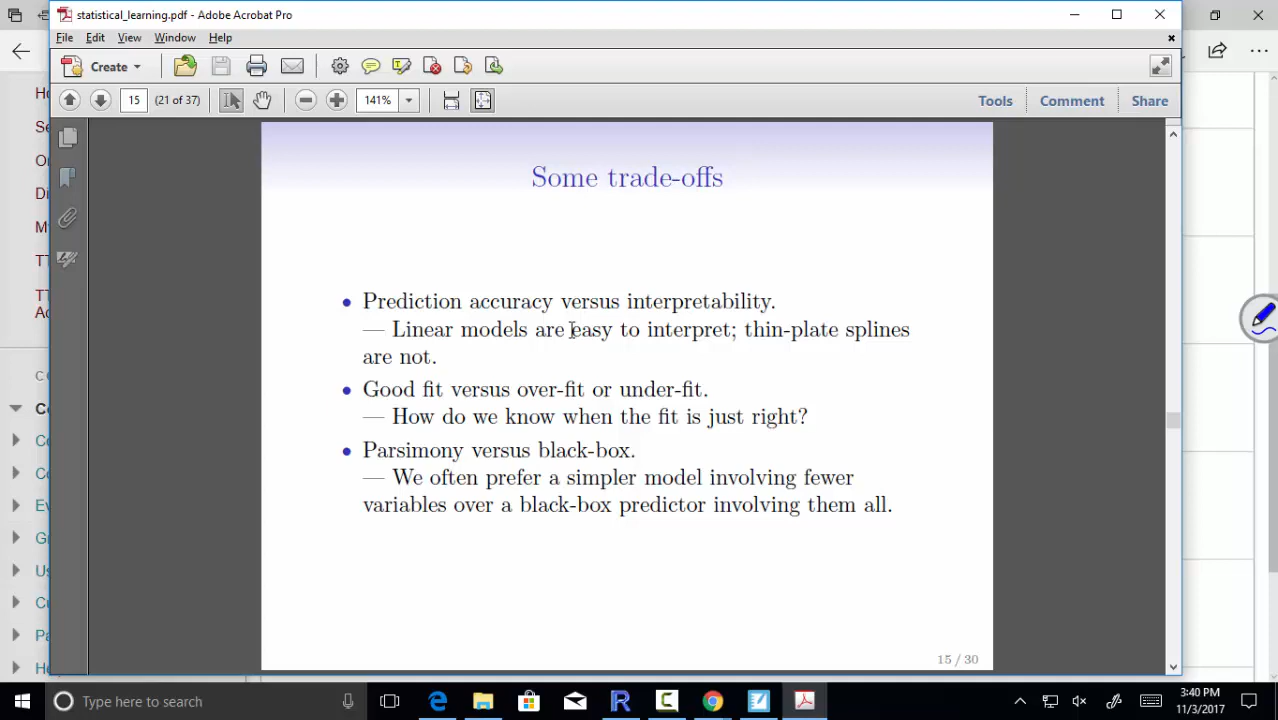 statistical_learning.pdf - Adobe Acrobat Pro
File Edit View Window Help
Create
15 (21 of 37) 141% Tools Comment Share
Some trade-offs
• Prediction accuracy versus interpretability.
— Linear models are easy to interpret; thin-plate splines
are not.
• Good fit versus over-fit or under-fit.
— How do we know when the fit is just right?
• Parsimony versus black-box.
— We often prefer a simpler model involving fewer
variables over a black-box predictor involving them all.
15 / 30
Type here to search
3:40 PM
11/3/2017